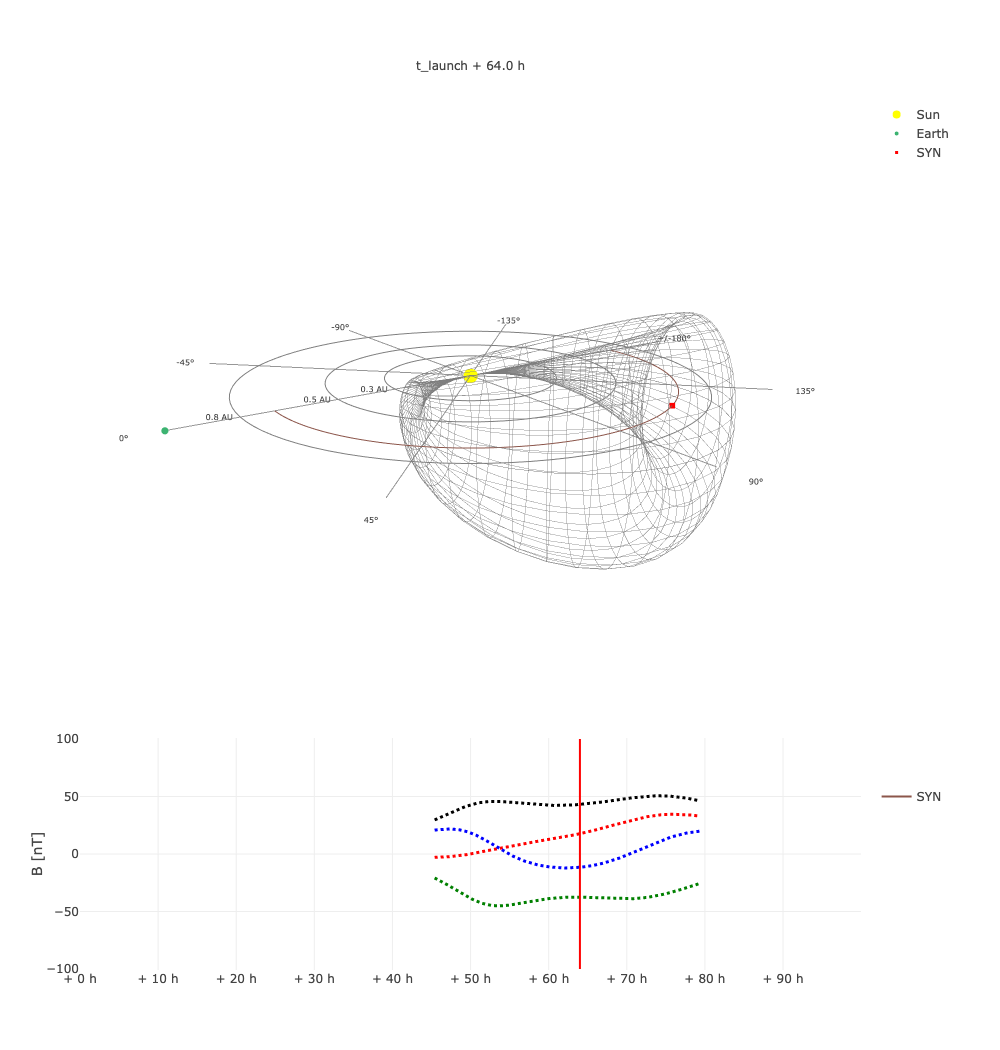 t_launch + 64.0 h
Sun
Earth
SYN
-135°
-90°
+/-180°
-45°
0.3 AU
135°
0.5 AU
0.8 AU
0°
90°
45°
100
50
0
−50
−100
B [nT]
SYN
+ 0 h
+ 10 h
+ 20 h
+ 30 h
+ 40 h
+ 50 h
+ 60 h
+ 70 h
+ 80 h
+ 90 h